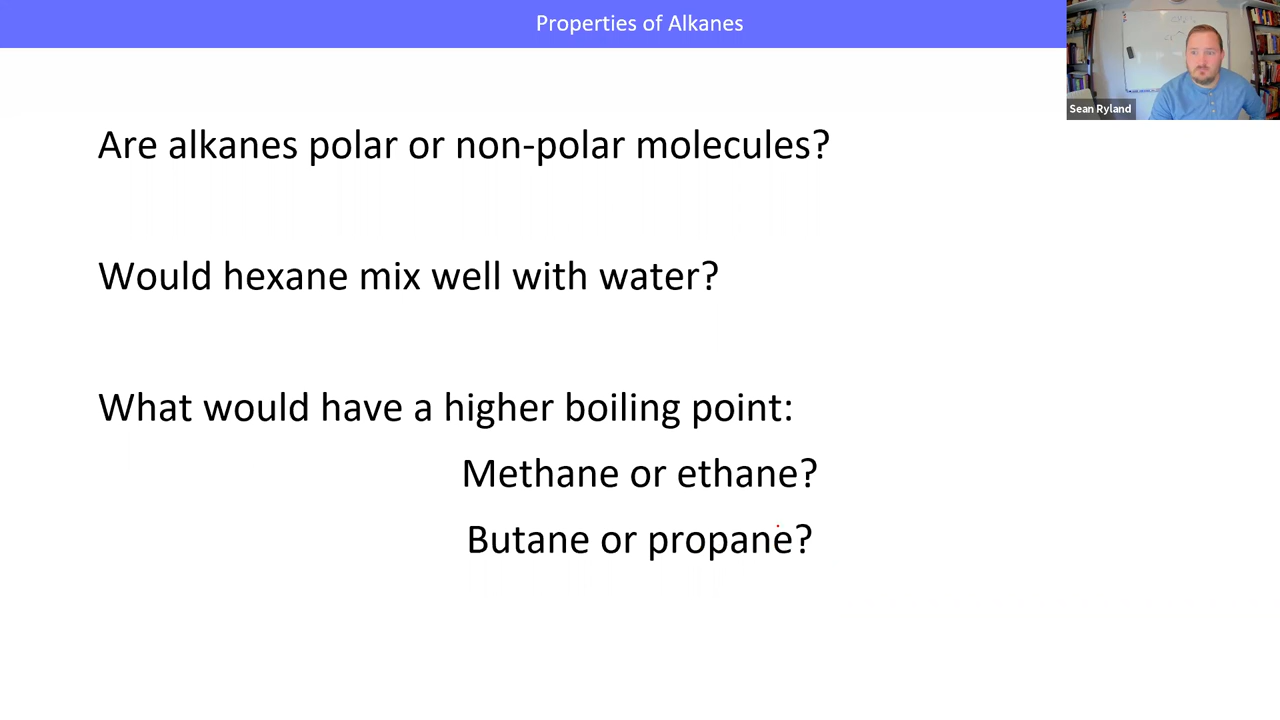 Properties of Alkanes
Sean Ryland
Are alkanes polar or non-polar molecules?
Would hexane mix well with water?
What would have a higher boiling point:
Methane or ethane?
Butane or propane?